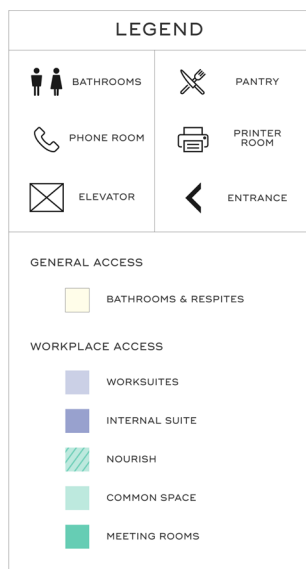 LEGEND
BATHROOMS
PANTRY
PHONE ROOM
PRINTER
ROOM
ELEVATOR
ENTRANCE
GENERAL ACCESS
BATHROOMS & RESPITES
WORKPLACE ACCESS
WORKSUITES
INTERNAL SUITE
NOURISH
COMMON SPACE
MEETING ROOMS